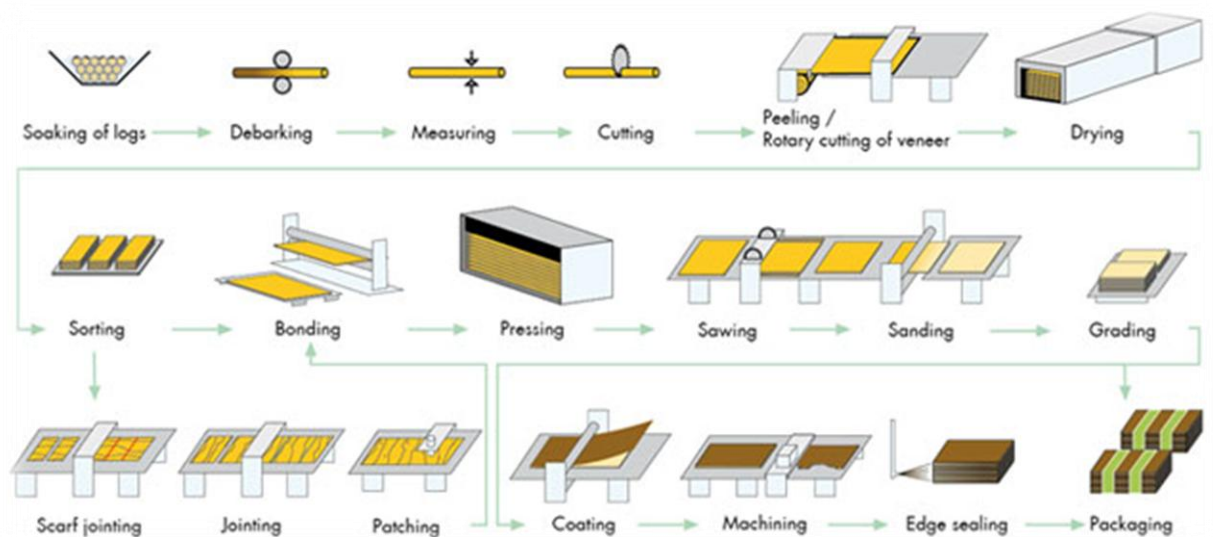 Soaking of logs
Debarking
Measuring
Cutting
Peeling /
Rotary cutting of veneer
Drying
Sorting
Bonding
Pressing
Sawing
Sanding
Grading
Scarf jointing
Jointing
Patching
Coating
Machining
Edge sealing
Packaging